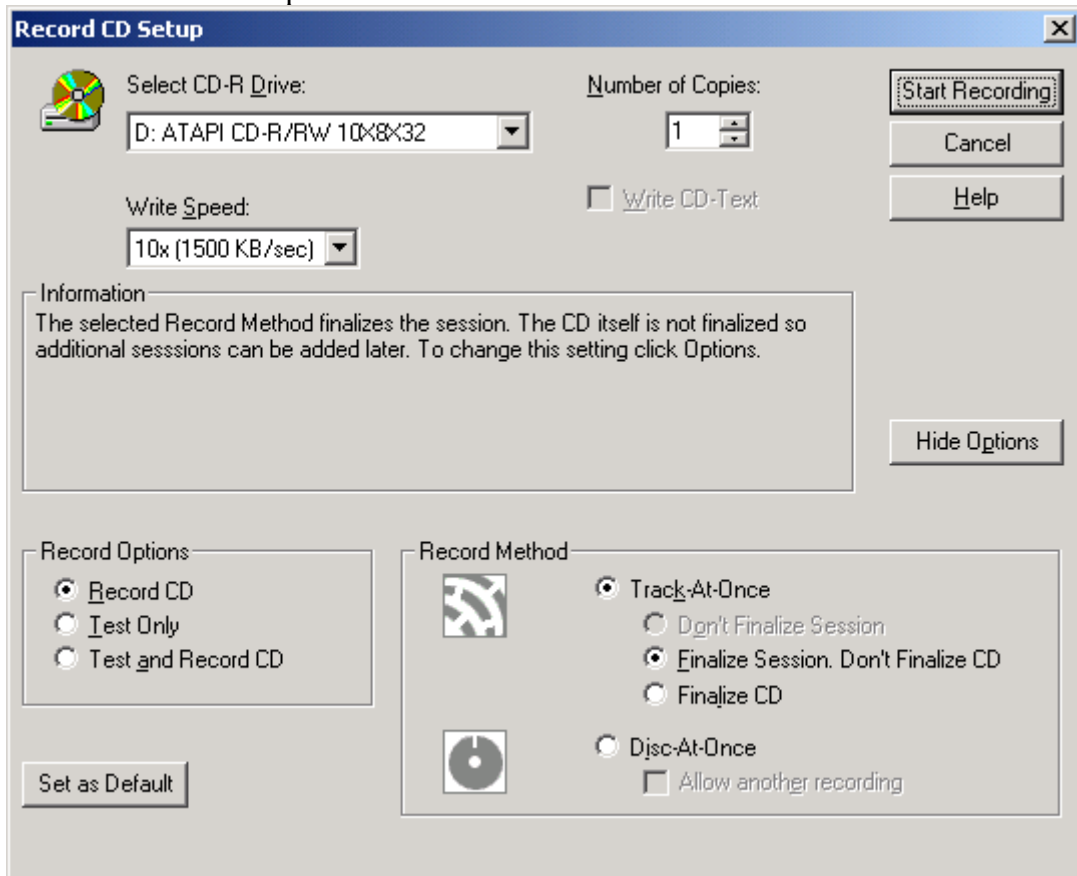 Record CD Setup
Select CD-R Drive:
Number of Copies:
Start Recording
D: ATAPI CD-R/RW 10X8X32
1
Cancel
Write Speed:
Write CD-Text
Help
10x (1500 KB/sec)
Information
The selected Record Method finalizes the session. The CD itself is not finalized so
additional sesssions can be added later. To change this setting click Options.
Hide Options
Record Options
Record CD
Test Only
Test and Record CD
Record Method
Track-At-Once
Don't Finalize Session
Finalize Session. Don't Finalize CD
Finalize CD
Disc-At-Once
Allow another recording
Set as Default